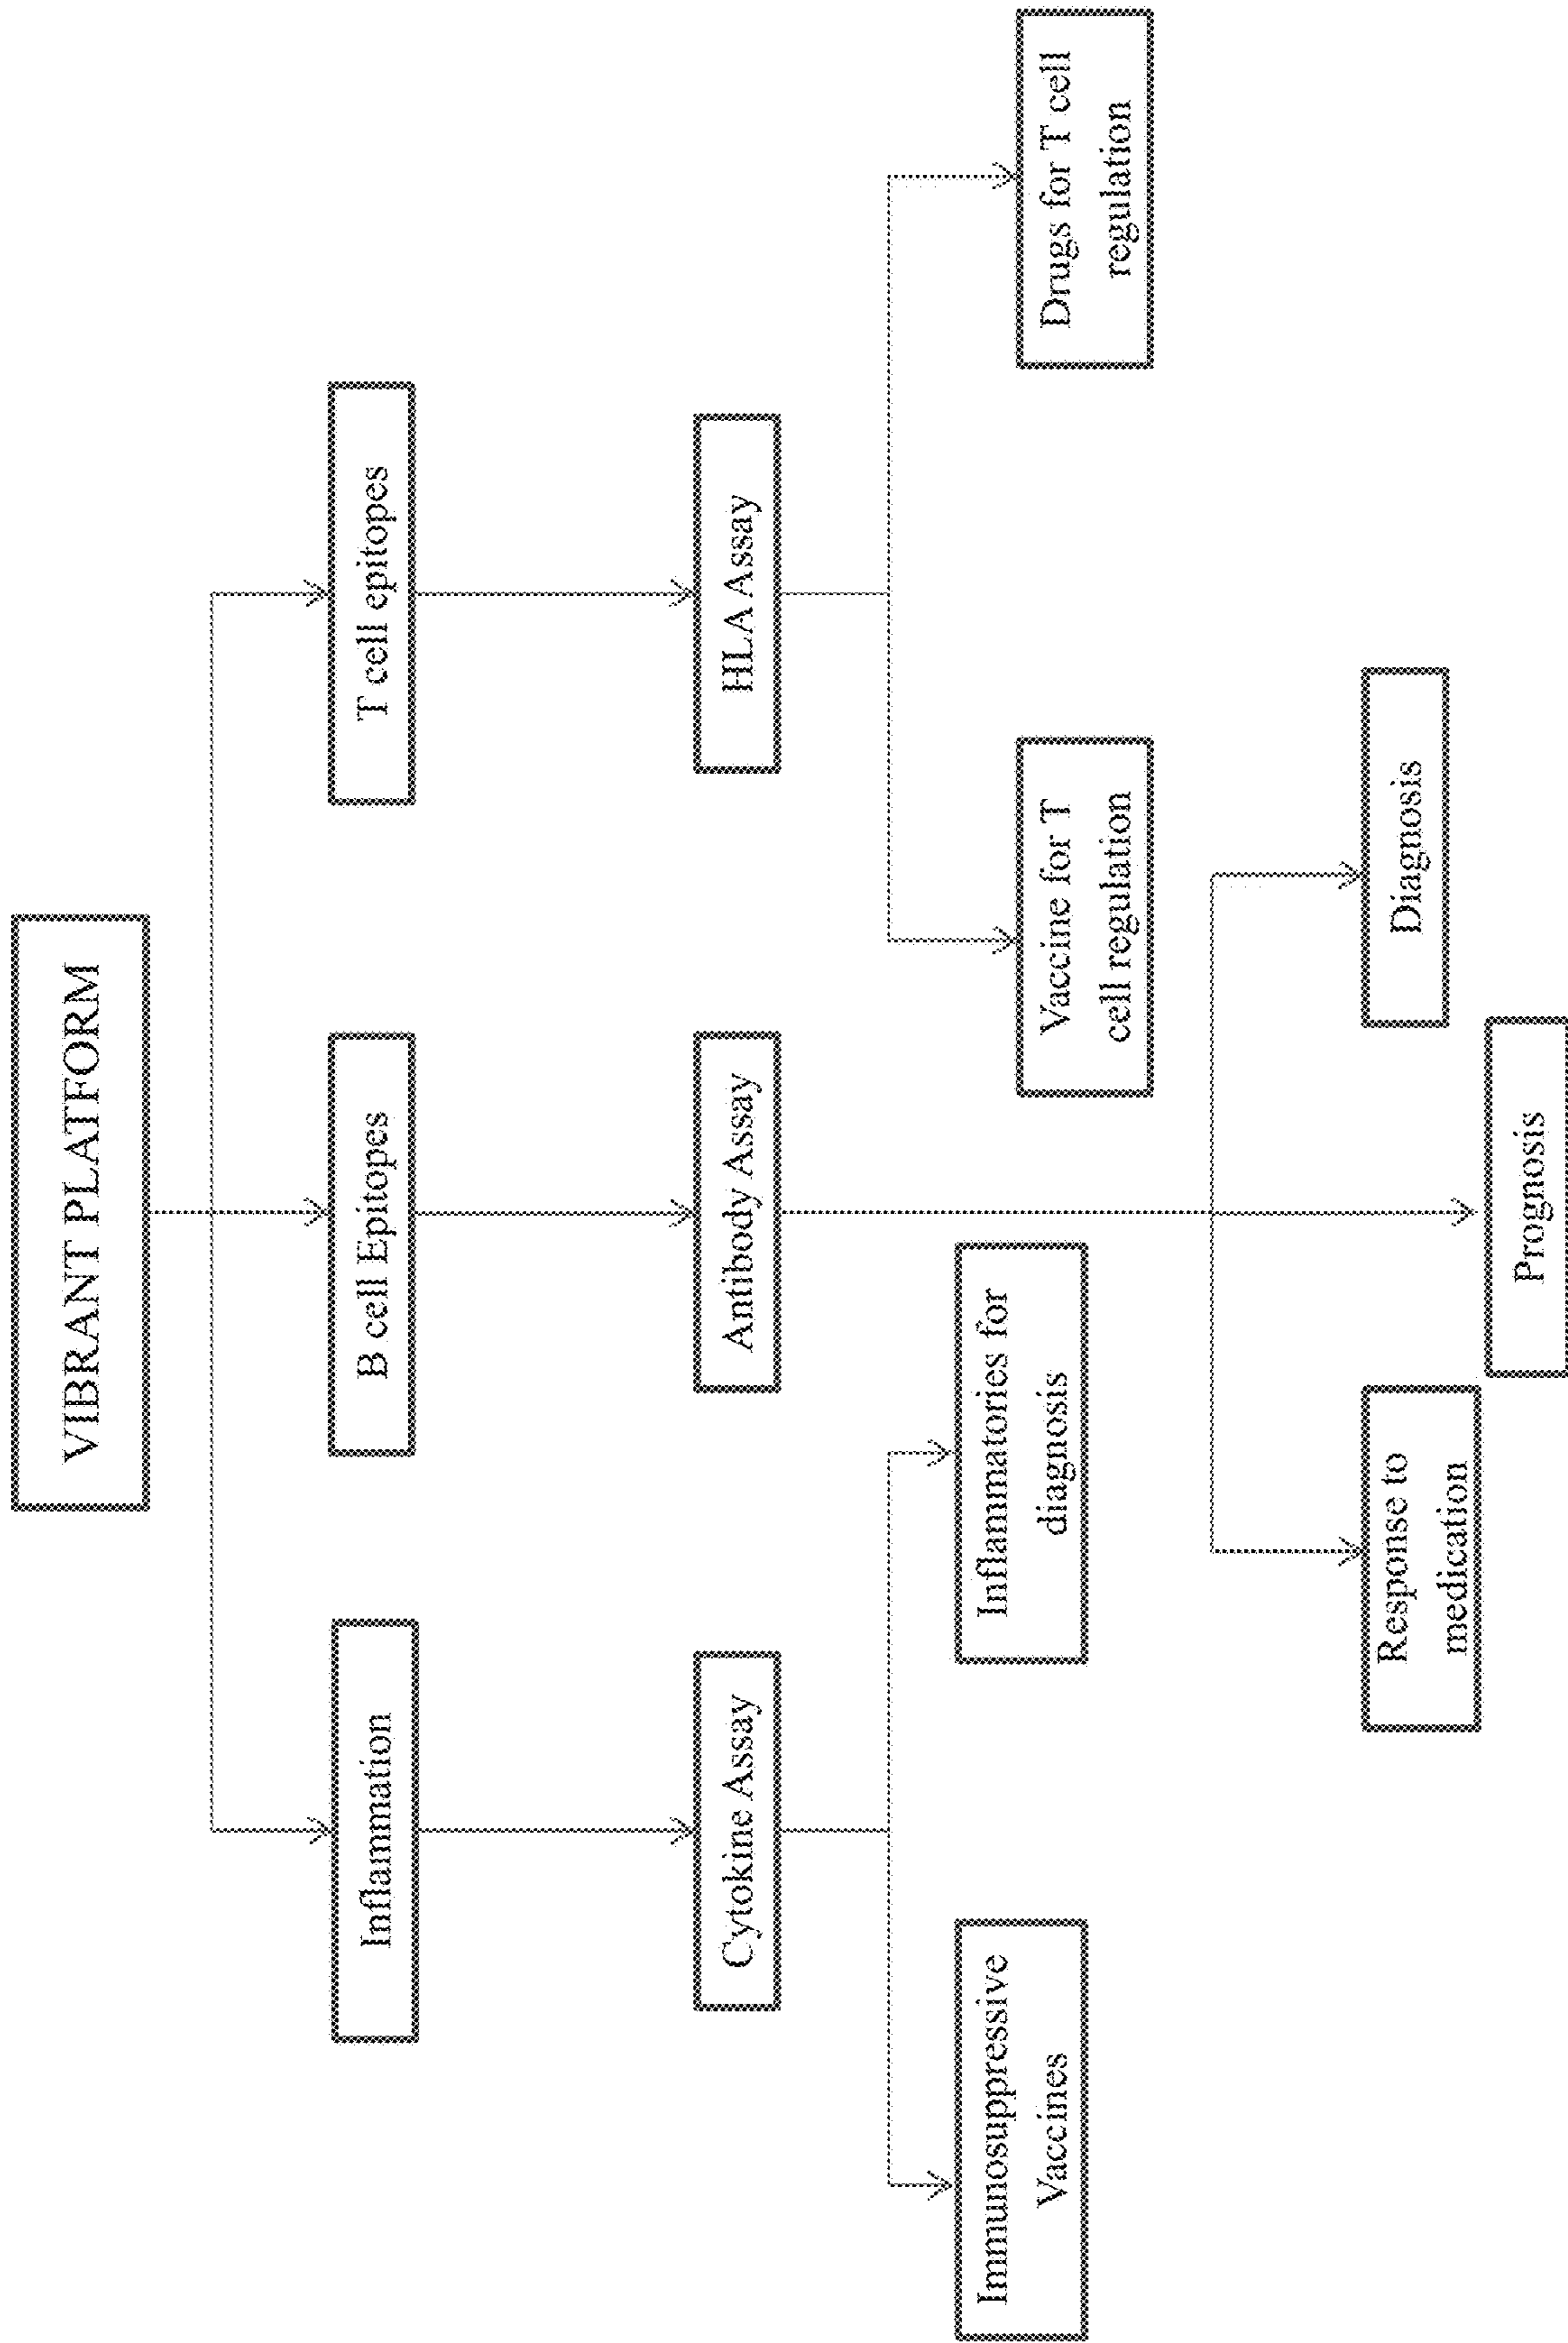 VIBRANT PLATFORM
Inflammation
B cell Epitopes
T cell epitopes
Cytokine Assay
Antibody Assay
HLA Assay
Immunosuppressive
Vaccines
Inflammatories for
diagnosis
Vaccine for T
cell regulation
Drugs for T cell
regulation
Response to
medication
Prognosis
Diagnosis